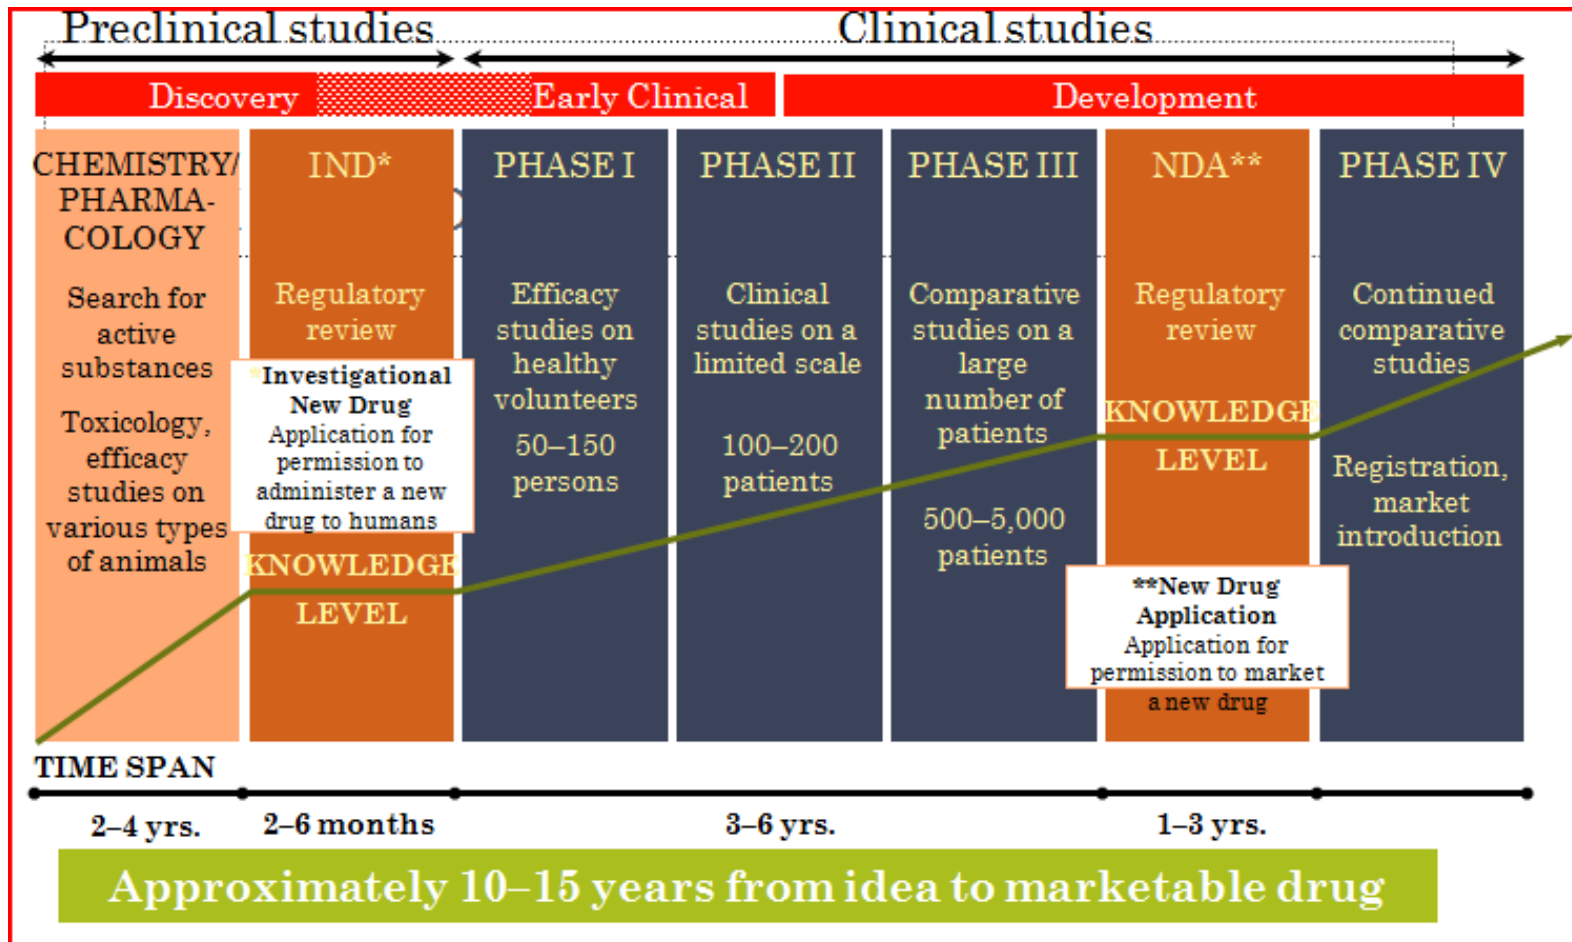 Preclinical studies
Clinical studies
Discovery
Early Clinical
Development
CHEMISTRY/
PHARMA-
COLOGY
Search for
active
substances
Toxicology,
efficacy
studies on
various types
of animals
IND*
Regulatory
review
*Investigational
New Drug
Application for
permission to
administer a new
drug to humans
KNOWLEDGE
LEVEL
PHASE I
Efficacy
studies on
healthy
volunteers
50–150
persons
PHASE II
Clinical
studies on a
limited scale
100–200
patients
PHASE III
Comparative
studies on a
large
number of
patients
500–5,000
patients
NDA**
Regulatory
review
KNOWLEDGE
LEVEL
**New Drug
Application
Application for
permission to market
a new drug
PHASE IV
Continued
comparative
studies
Registration,
market
introduction
TIME SPAN
2–4 yrs.
2–6 months
3–6 yrs.
1–3 yrs.
Approximately 10–15 years from idea to marketable drug